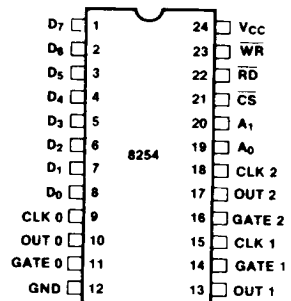 D7 1 24 VCC
D6 2 23 WR
D5 3 22 RD
D4 4 21 CS
D3 5 20 A1
D2 6 8254 19 A0
D1 7 18 CLK 2
D0 8 17 OUT 2
CLK 0 9 16 GATE 2
OUT 0 10 15 CLK 1
GATE 0 11 14 GATE 1
GND 12 13 OUT 1